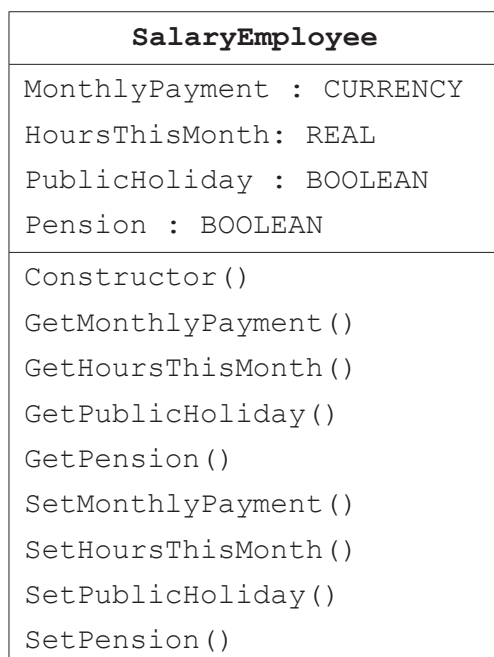 SalaryEmployee
MonthlyPayment : CURRENCY
HoursThisMonth: REAL
PublicHoliday : BOOLEAN
Pension : BOOLEAN
Constructor()
GetMonthlyPayment()
GetHoursThisMonth()
GetPublicHoliday()
GetPension()
SetMonthlyPayment()
SetHoursThisMonth()
SetPublicHoliday()
SetPension()